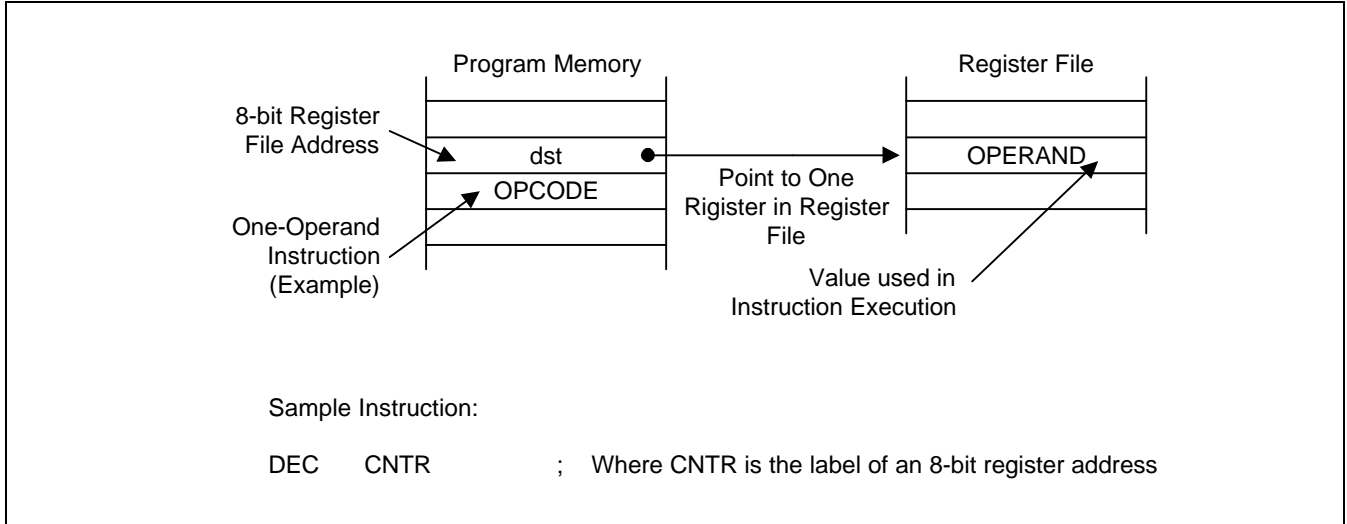 Program Memory
Register File
8-bit Register
File Address
dst
OPERAND
OPCODE
Point to One
Rigister in Register
File
One-Operand
Instruction
(Example)
Value used in
Instruction Execution
Sample Instruction:
DEC CNTR ; Where CNTR is the label of an 8-bit register address